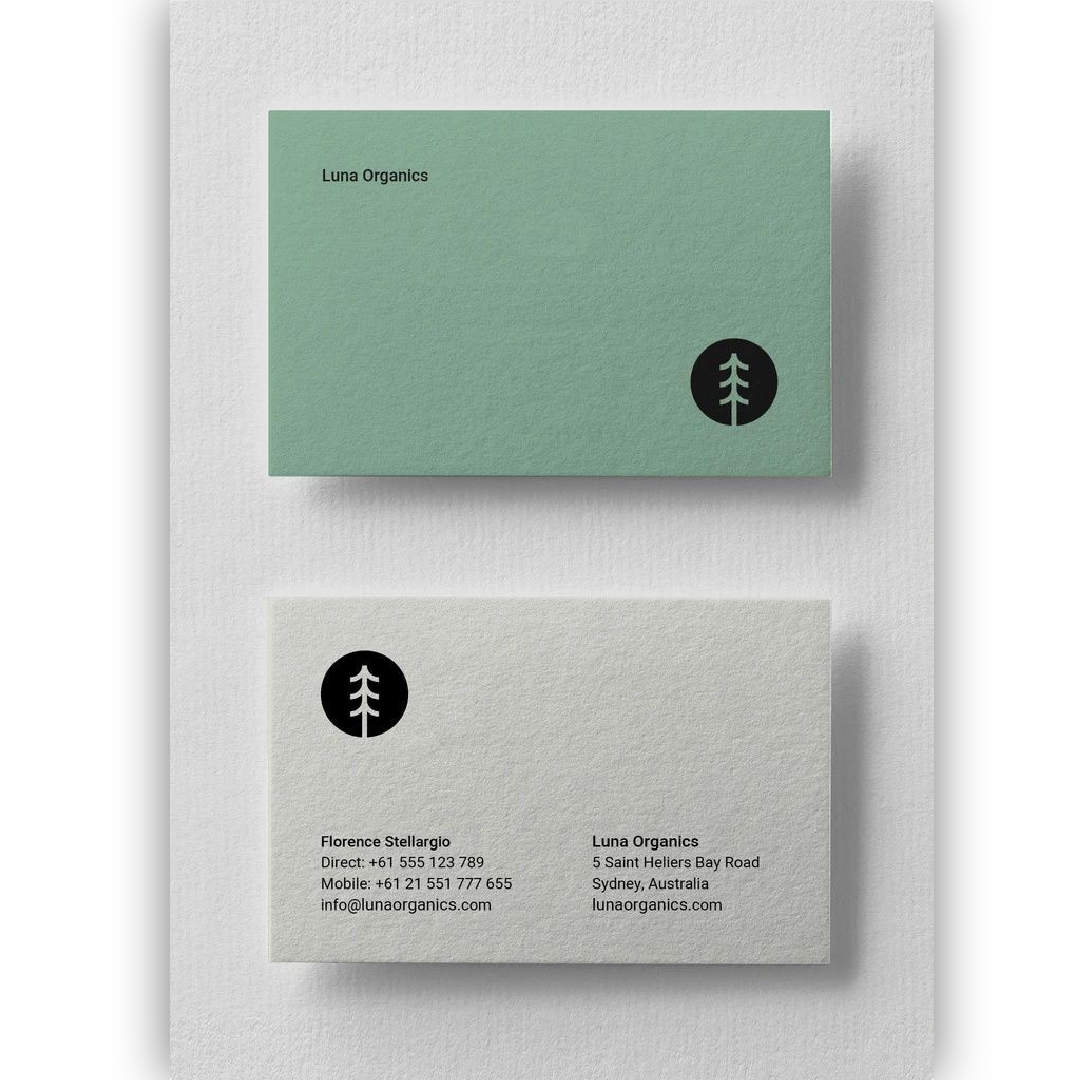 Luna Organics
Florence Stellargio
Direct: +61 555 123 789
Mobile: +61 21 551 777 655
info@lunaorganics.com
Luna Organics
5 Saint Heliers Bay Road
Sydney, Australia
lunaorganics.com